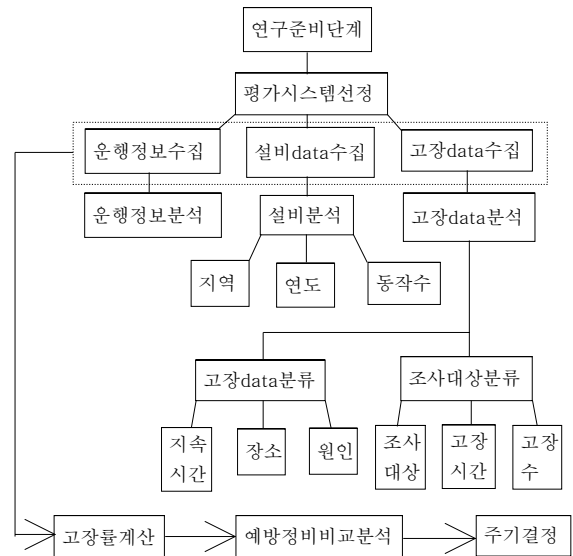 연구준비단계
평가시스템선정
운행정보수집
설비data수집
고장data수집
운행정보분석
설비분석
고장data분석
지역
연도
동작수
고장data분류
조사대상분류
지속
시간
장소
원인
조사
대상
고장
시간
고장
수
고장률계산
예방정비비교분석
주기결정